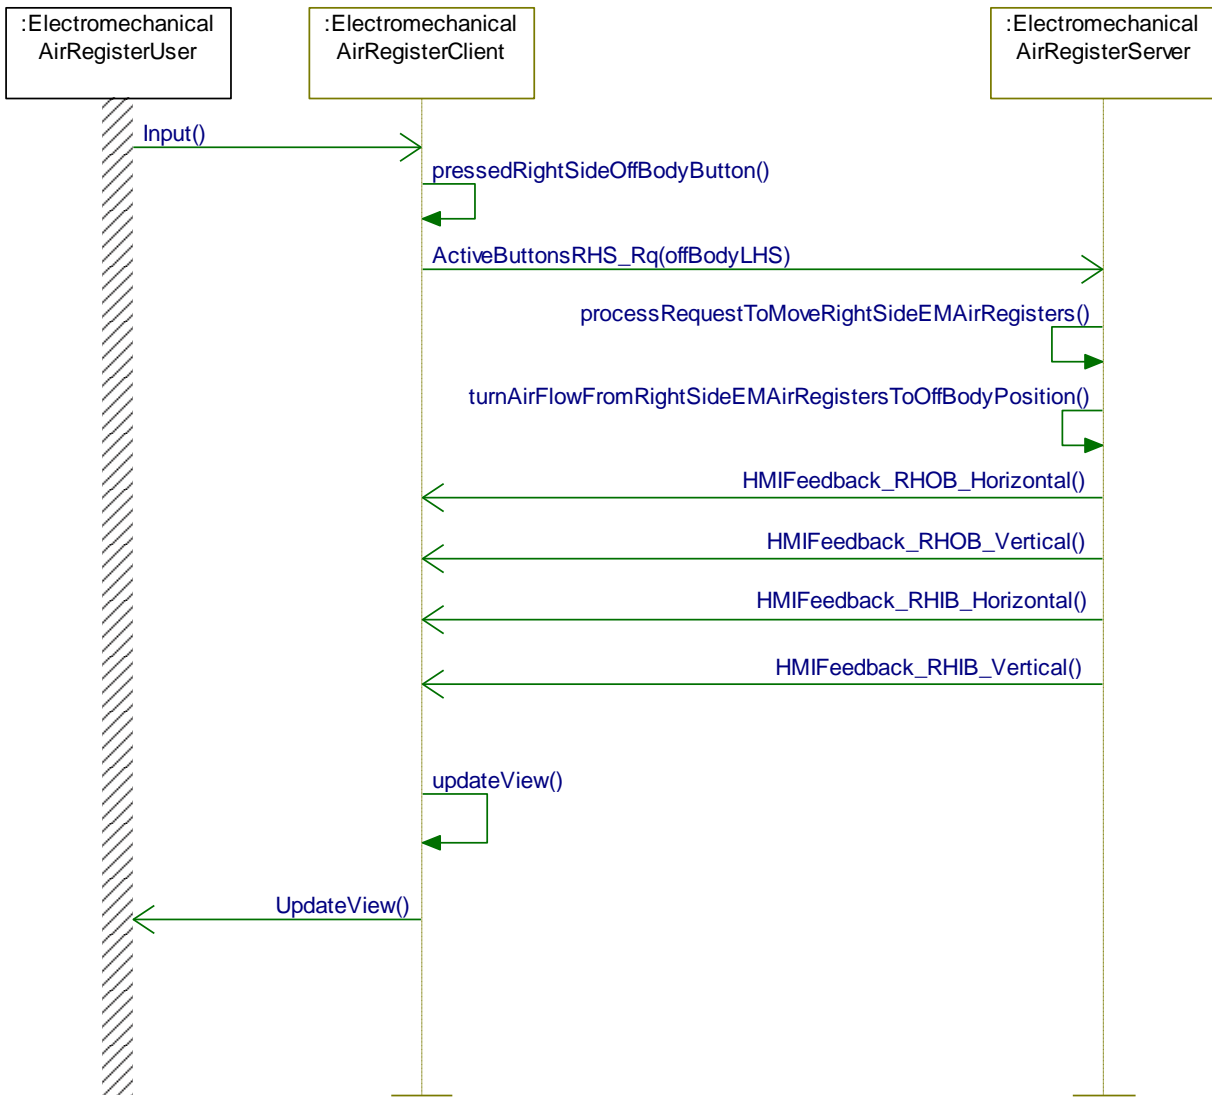 :Electromechanical
AirRegisterUser
:Electromechanical
AirRegisterClient
:Electromechanical
AirRegisterServer
Input()
pressedRightSideOffBodyButton()
ActiveButtonsRHS_Rq(offBodyLHS)
processRequestToMoveRightSideEMAirRegisters()
turnAirFlowFromRightSideEMAirRegistersToOffBodyPosition()
HMIFeedback_RHOB_Horizontal()
HMIFeedback_RHOB_Vertical()
HMIFeedback_RHIB_Horizontal()
HMIFeedback_RHIB_Vertical()
updateView()
UpdateView()